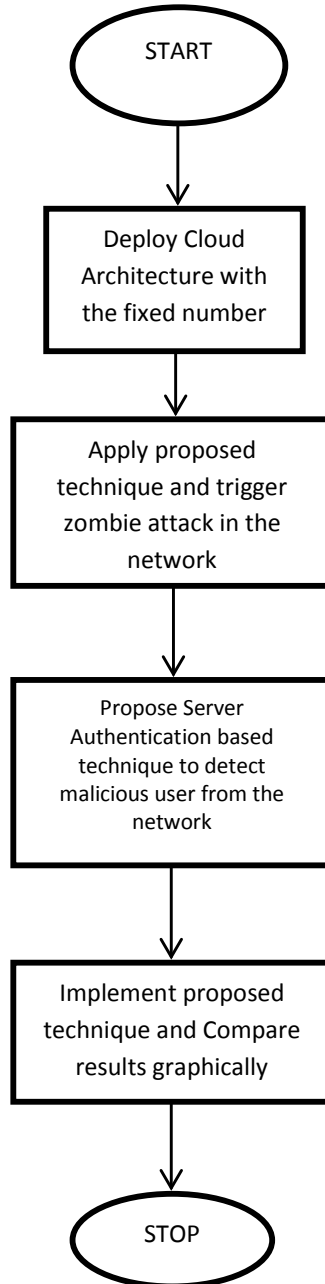 START
Deploy Cloud
Architecture with
the fixed number
Apply proposed
technique and trigger
zombie attack in the
network
Propose Server
Authentication based
technique to detect
malicious user from the
network
Implement proposed
technique and Compare
results graphically
STOP